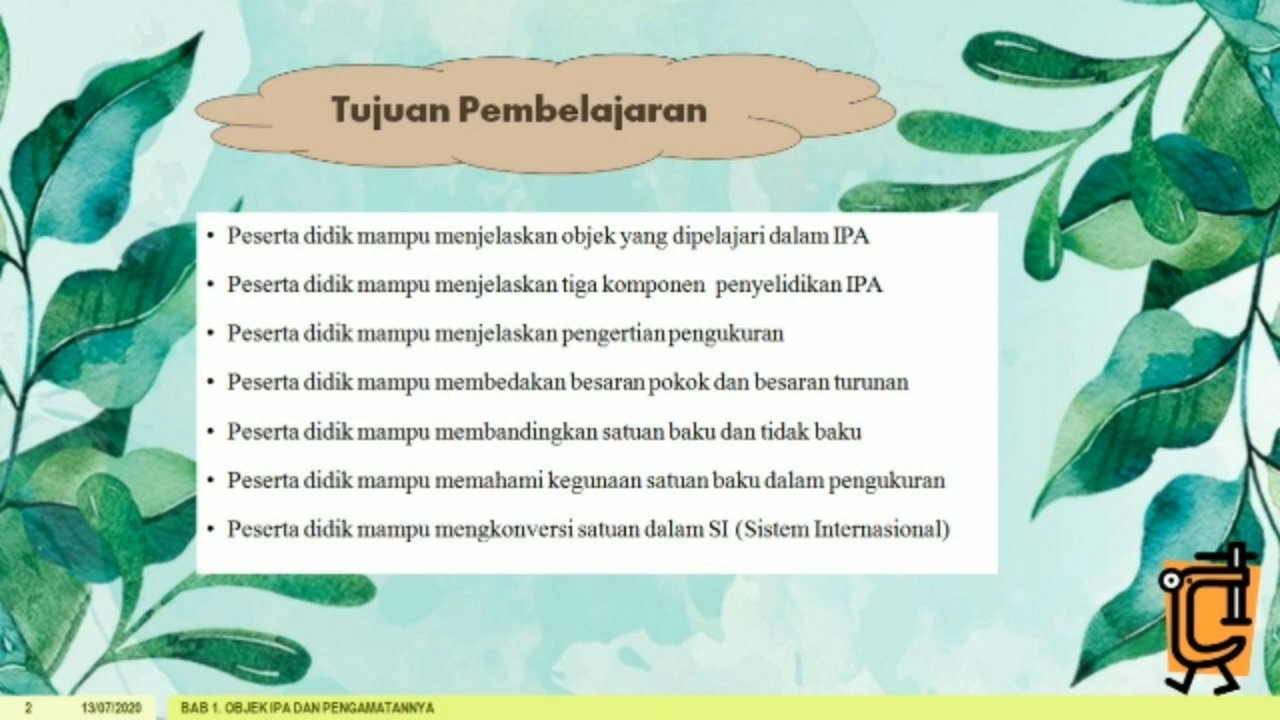 Tujuan Pembelajaran
• Peserta didik mampu menjelaskan objek yang dipelajari dalam IPA
• Peserta didik mampu menjelaskan tiga komponen penyelidikan IPA
• Peserta didik mampu menjelaskan pengertian pengukuran
• Peserta didik mampu membedakan besaran pokok dan besaran turunan
• Peserta didik mampu membandingkan satuan baku dan tidak baku
• Peserta didik mampu memahami kegunaan satuan baku dalam pengukuran
• Peserta didik mampu mengkonversi satuan dalam SI (Sistem Internasional)
2 13/07/2020 BAB 1. OBJEK IPA DAN PENGAMATANNYA